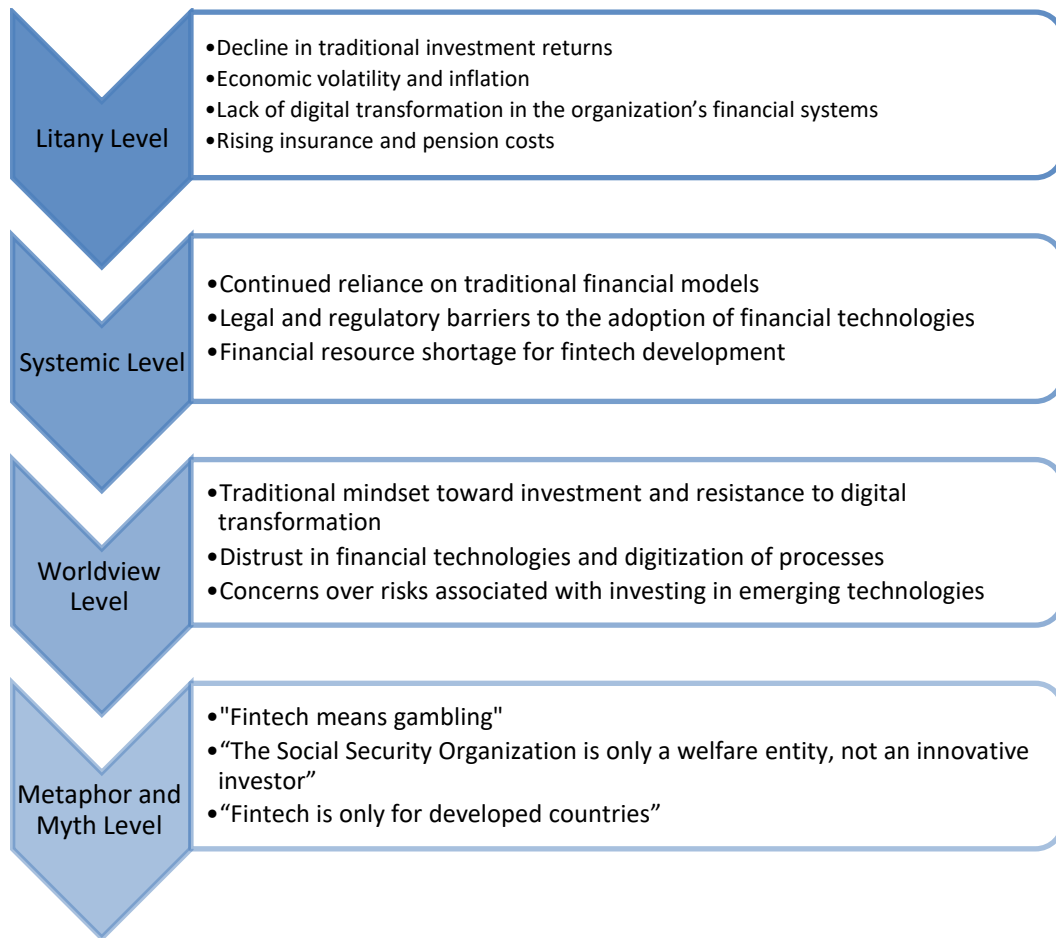 Litany Level
•Decline in traditional investment returns
•Economic volatility and inflation
•Lack of digital transformation in the organization’s financial systems
•Rising insurance and pension costs
Systemic Level
•Continued reliance on traditional financial models
•Legal and regulatory barriers to the adoption of financial technologies
•Financial resource shortage for fintech development
Worldview
Level
•Traditional mindset toward investment and resistance to digital
transformation
•Distrust in financial technologies and digitization of processes
•Concerns over risks associated with investing in emerging technologies
Metaphor and
Myth Level
•"Fintech means gambling"
•“The Social Security Organization is only a welfare entity, not an innovative
investor”
•“Fintech is only for developed countries”